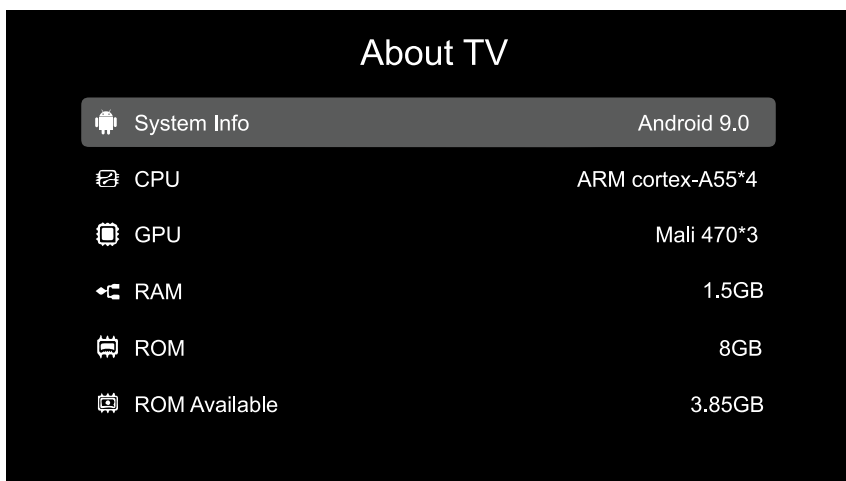 About TV
System Info Android 9.0
CPU ARM cortex-A55*4
GPU Mali 470*3
RAM 1.5GB
ROM 8GB
ROM Available 3.85GB